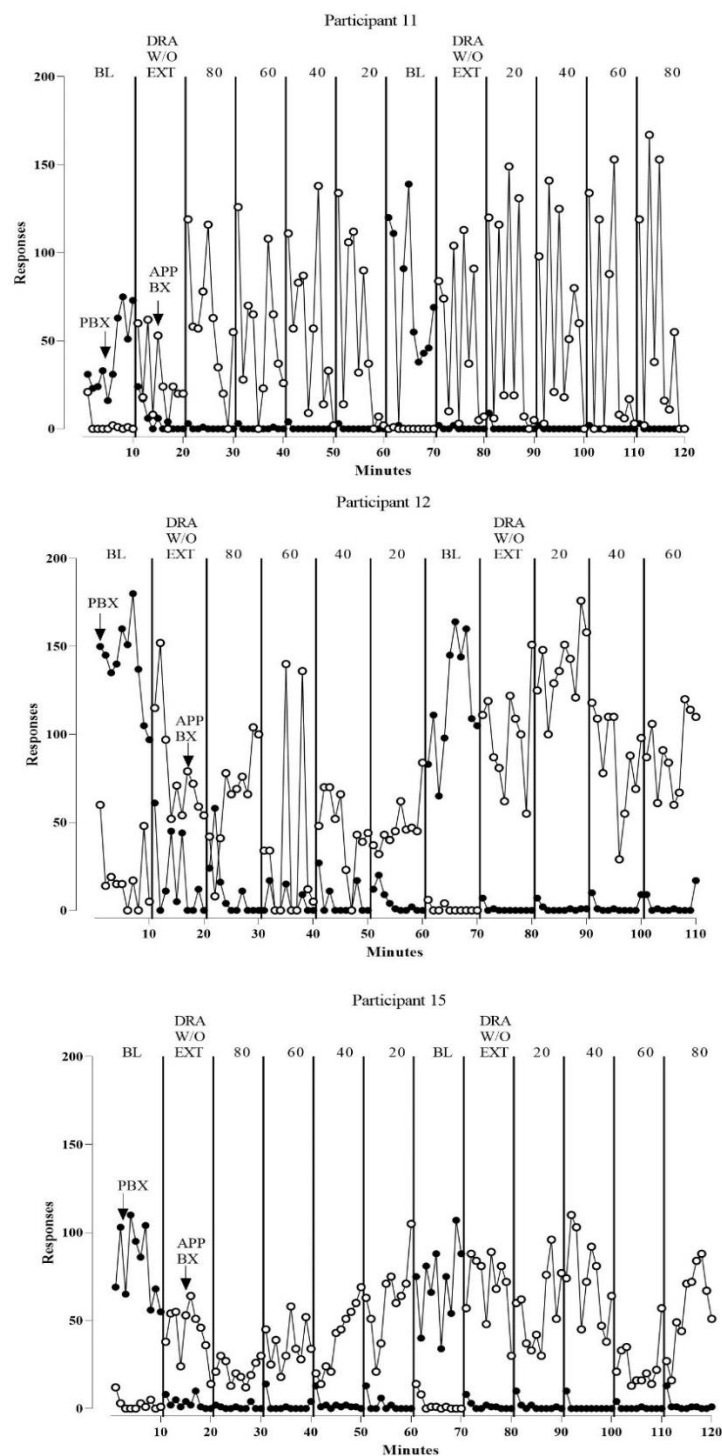 Participant 11
DRA
W/O
BL EXT 80 60 40 20 BL EXT 20 40 60 80
DRA
W/O
200
150
100
50
0
Responses
PBX
APP
BX
10 20 30 40 50 60 70 80 90 100 110 120
Minutes
Participant 12
DRA
W/O
BL EXT 80 60 40 20 BL EXT 20 40 60
DRA
W/O
200
150
100
50
0
Responses
PBX
APP
BX
10 20 30 40 50 60 70 80 90 100 110
Minutes
Participant 15
DRA
W/O
BL EXT 80 60 40 20 BL EXT 20 40 60 80
DRA
W/O
200
150
100
50
0
Responses
PBX
APP
BX
10 20 30 40 50 60 70 80 90 100 110 120
Minutes